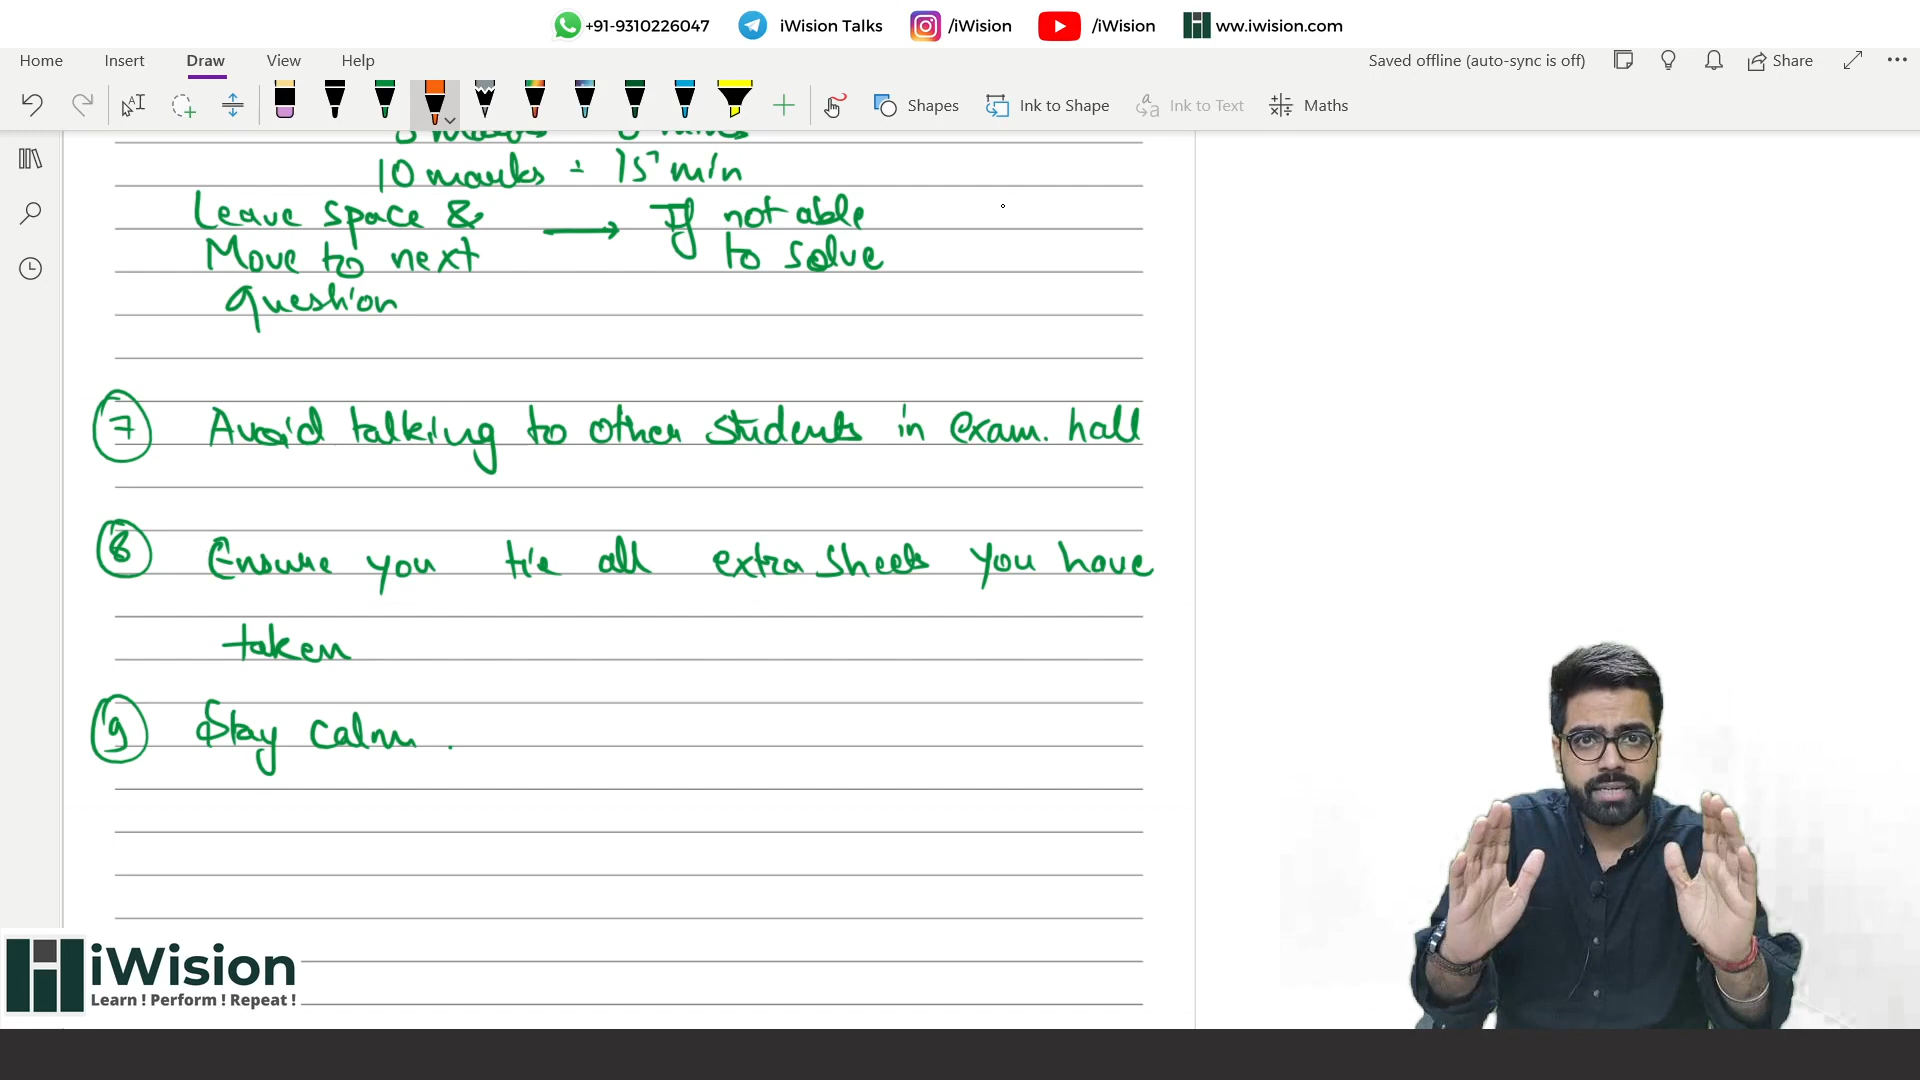 +91-9310226047 iWision Talks /iWision /iWision ww.iwision.com
Home Insert Draw View Help Saved offline (auto-sync is off) Share
Shapes Ink to Shape Ink to Text Maths
10 marks = 15 min
Leave space & → If not able
Move to next to solve
question
7 Avoid talking to other students in exam. hall
8 Ensure you tie all extra sheets you have
taken
9 Stay calm.
iWision
Learn ! Perform ! Repeat !